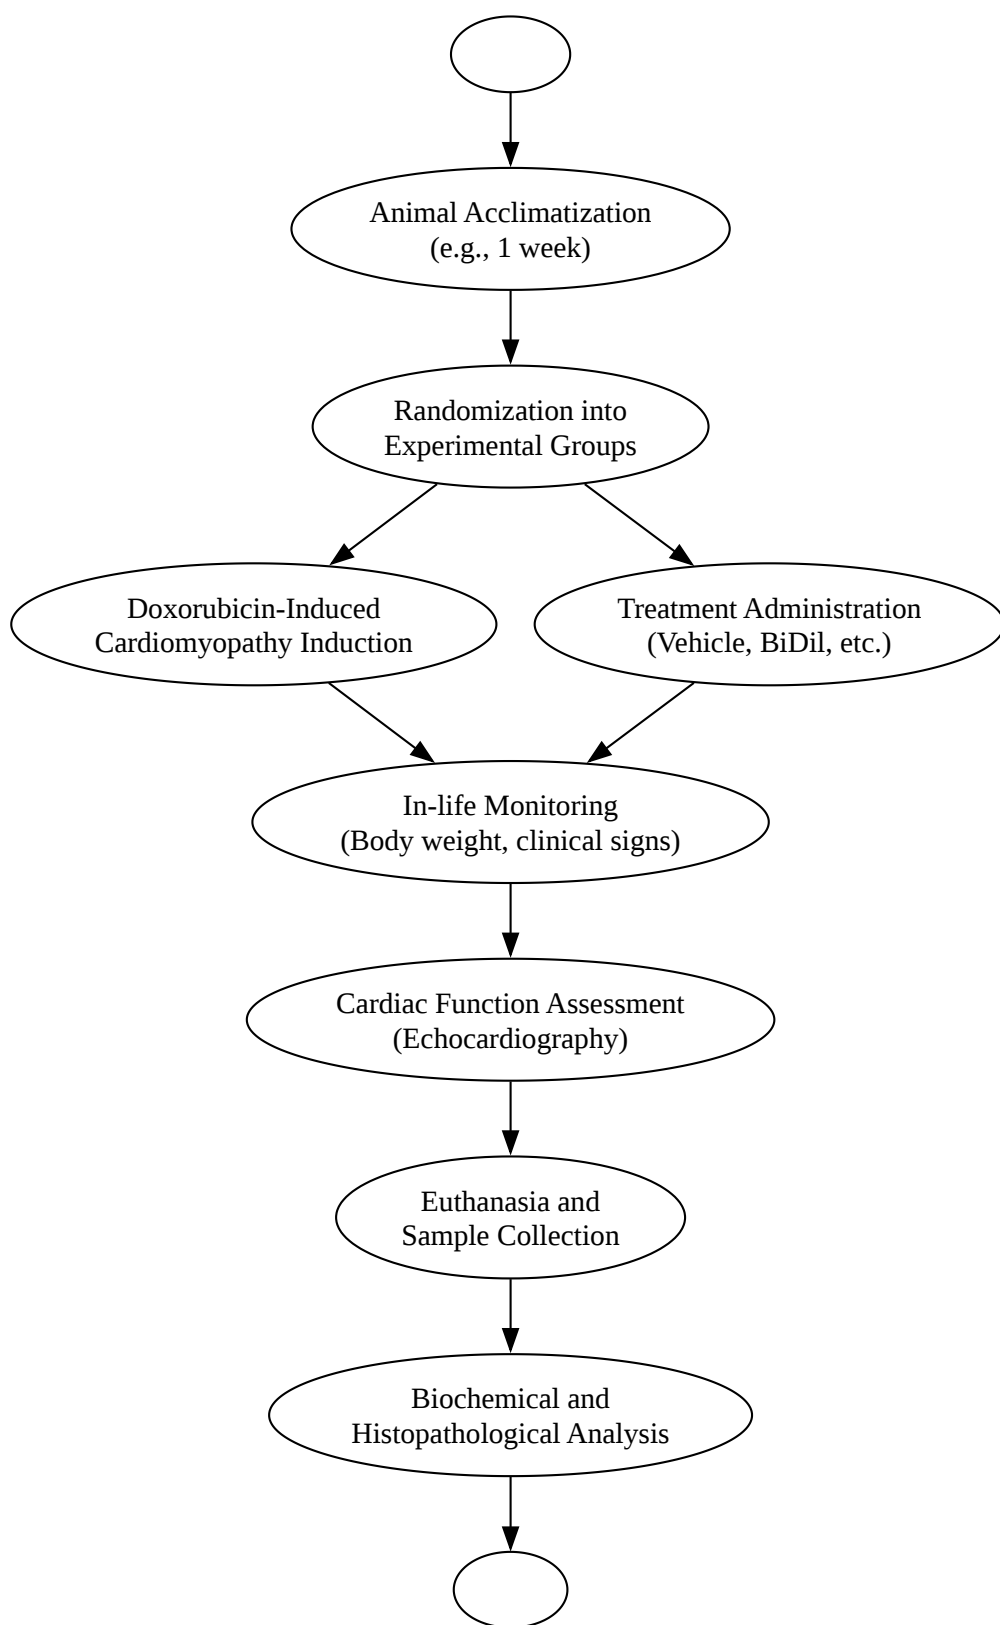 Animal Acclimatization
(e.g., 1 week)
Randomization into
Experimental Groups
Doxorubicin-Induced
Cardiomyopathy Induction
Treatment Administration
(Vehicle, BiDil, etc.)
In-life Monitoring
(Body weight, clinical signs)
Cardiac Function Assessment
(Echocardiography)
Euthanasia and
Sample Collection
Biochemical and
Histopathological Analysis